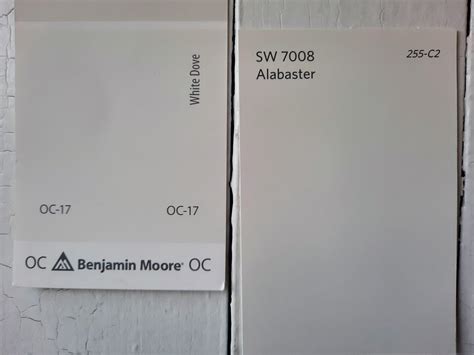 White Dove
OC-17 OC-17
OC Benjamin Moore® OC
SW 7008 255-C2
Alabaster